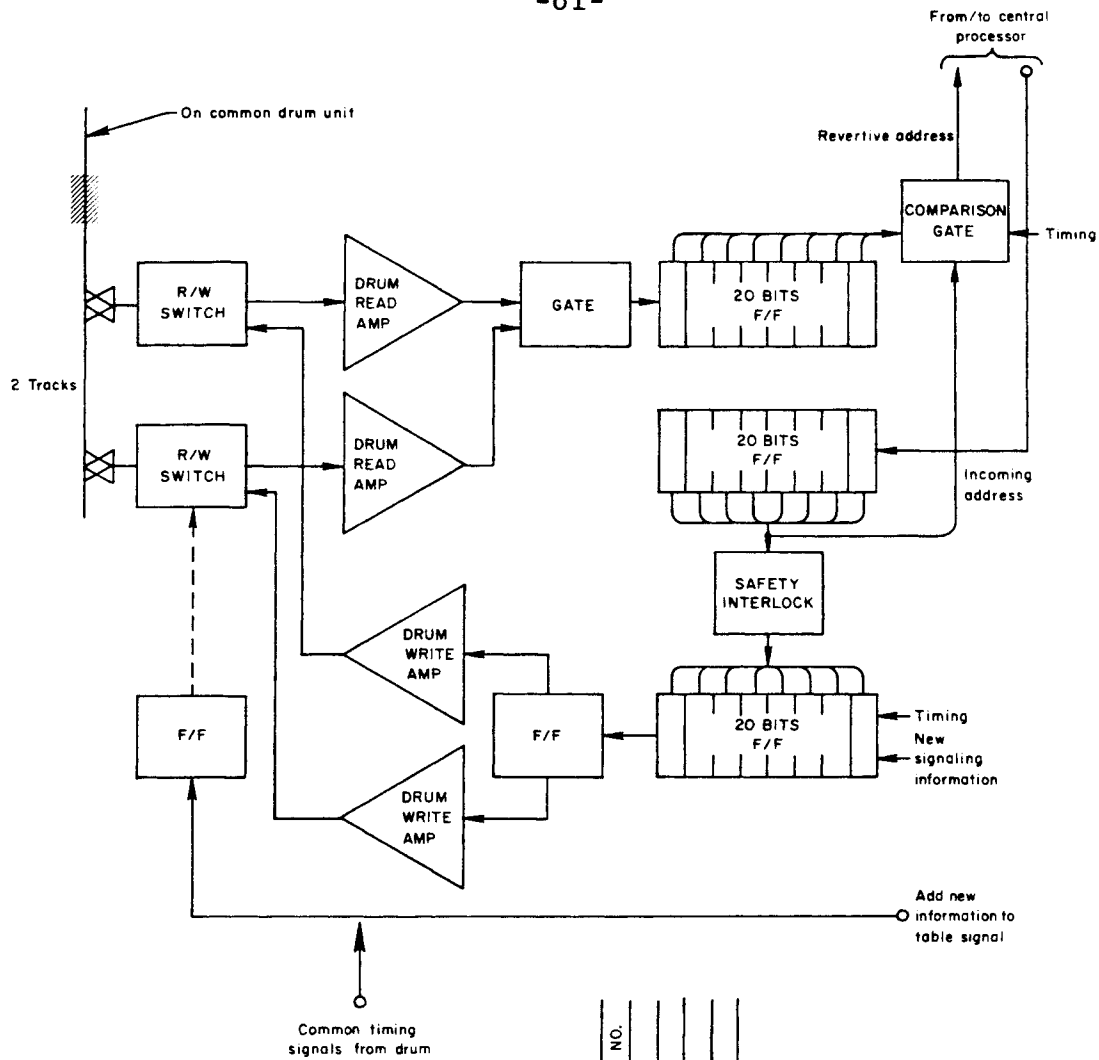 -61-
From/to central
processor
On common drum unit
Revertive address
COMPARISON
GATE
Timing
R/W
SWITCH
DRUM
READ
AMP
GATE
20 BITS
F/F
2 Tracks
R/W
SWITCH
DRUM
READ
AMP
20 BITS
F/F
Incoming
address
SAFETY
INTERLOCK
DRUM
WRITE
AMP
F/F
F/F
20 BITS
F/F
Timing
New
signaling
information
DRUM
WRITE
AMP
Add new
information to
table signal
Common timing
signals from drum
NO.